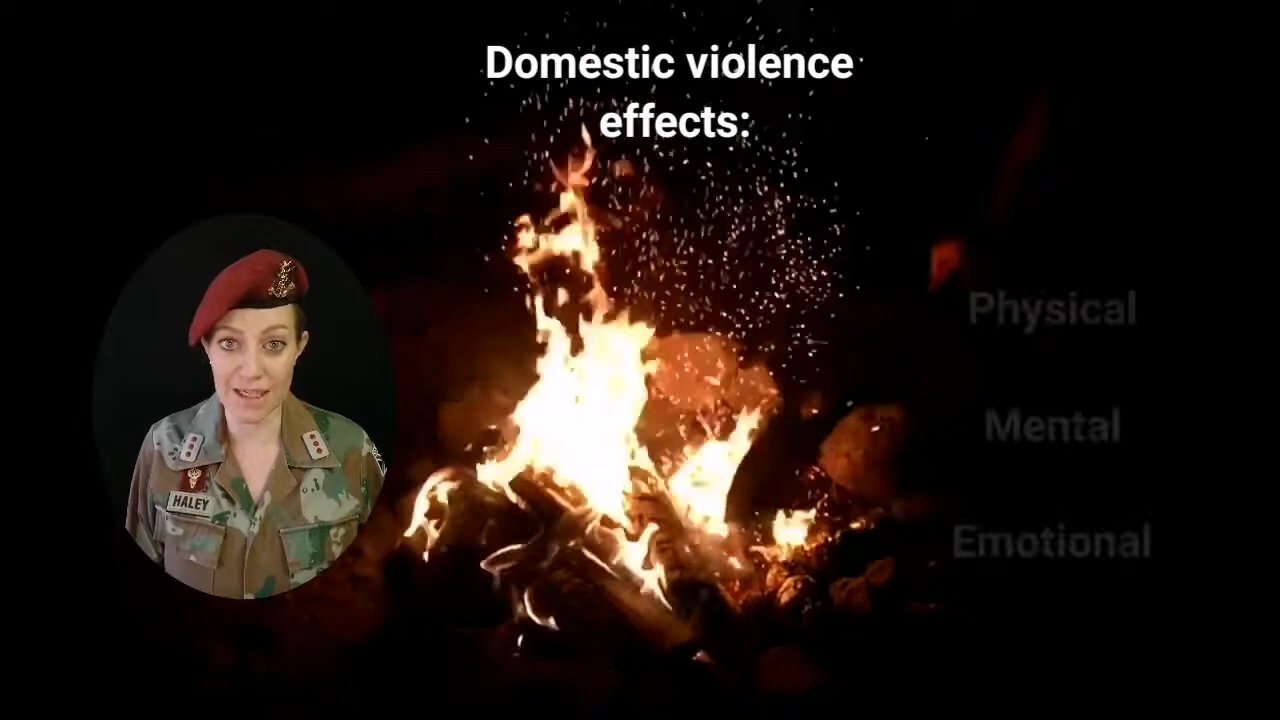 Domestic violence
effects:
Physical
Mental
Emotional
HALEY